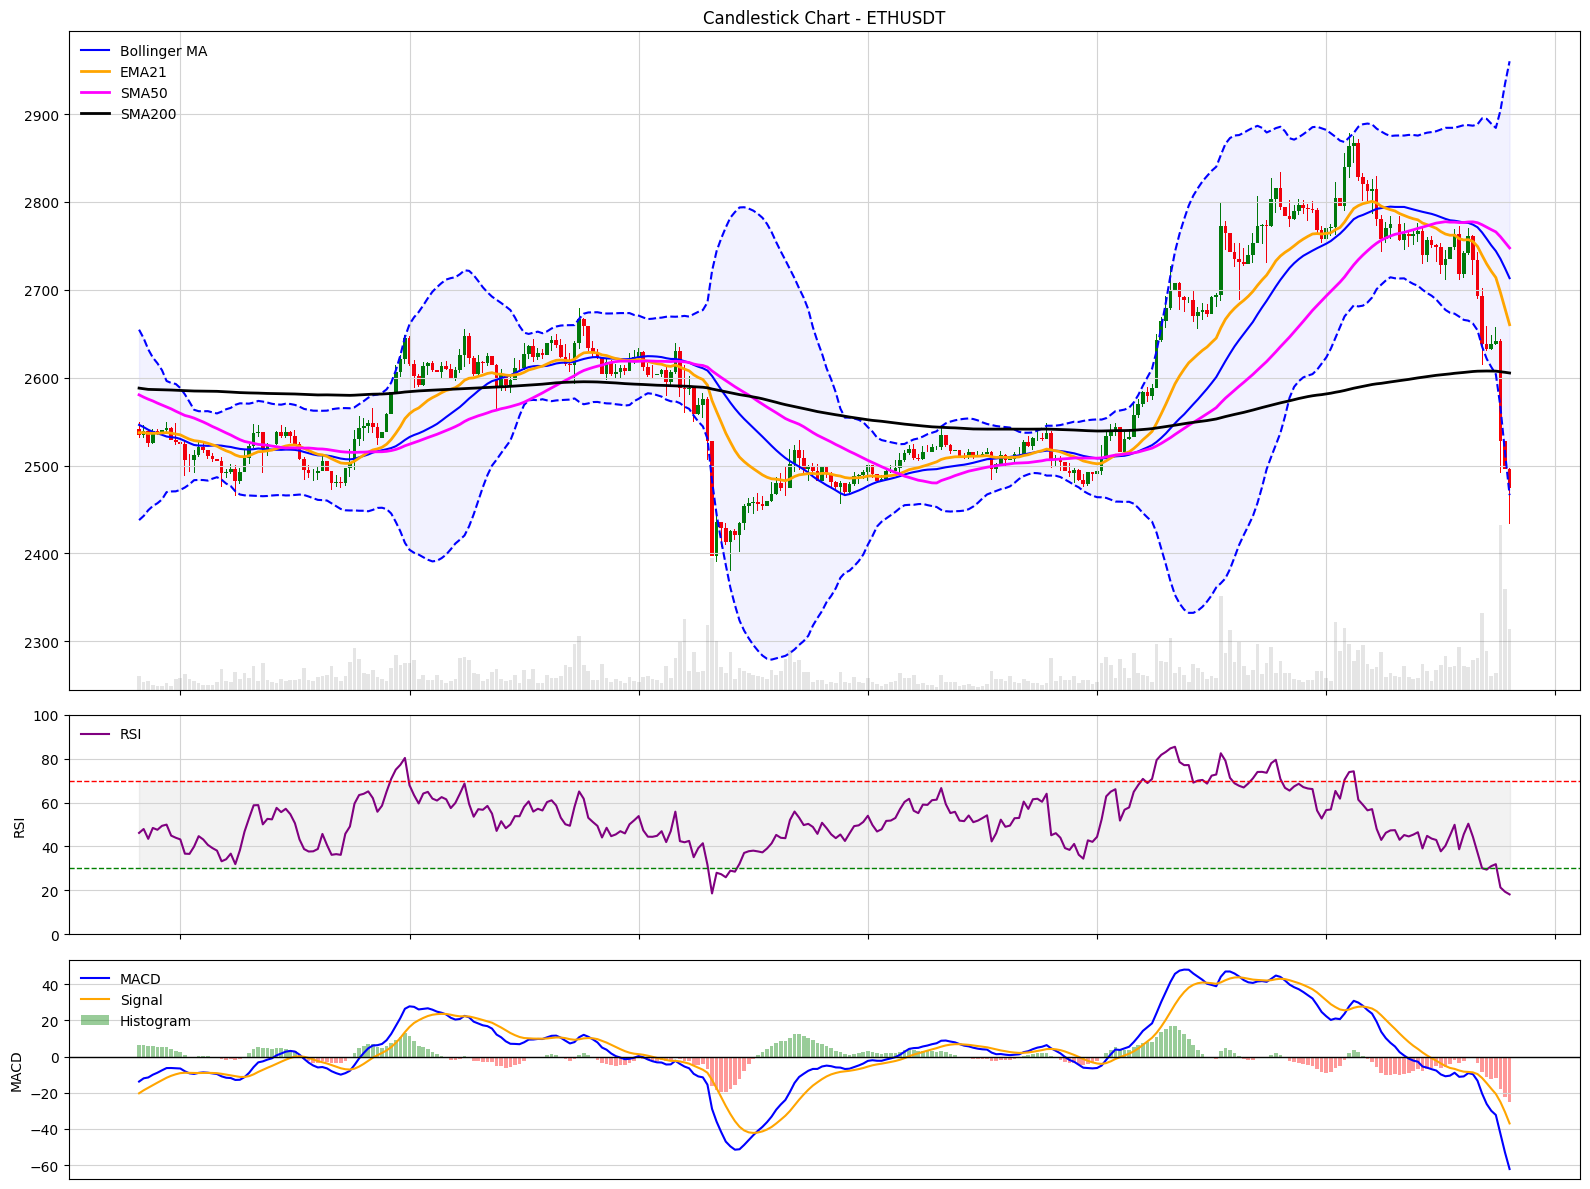 Candlestick Chart - ETHUSDT
Bollinger MA
EMA21
SMA50
SMA200
2900
2800
2700
2600
2500
2400
2300
100
80
60
40
20
0
RSI
RSI
40
20
0
−20
−40
−60
MACD
MACD
Signal
Histogram